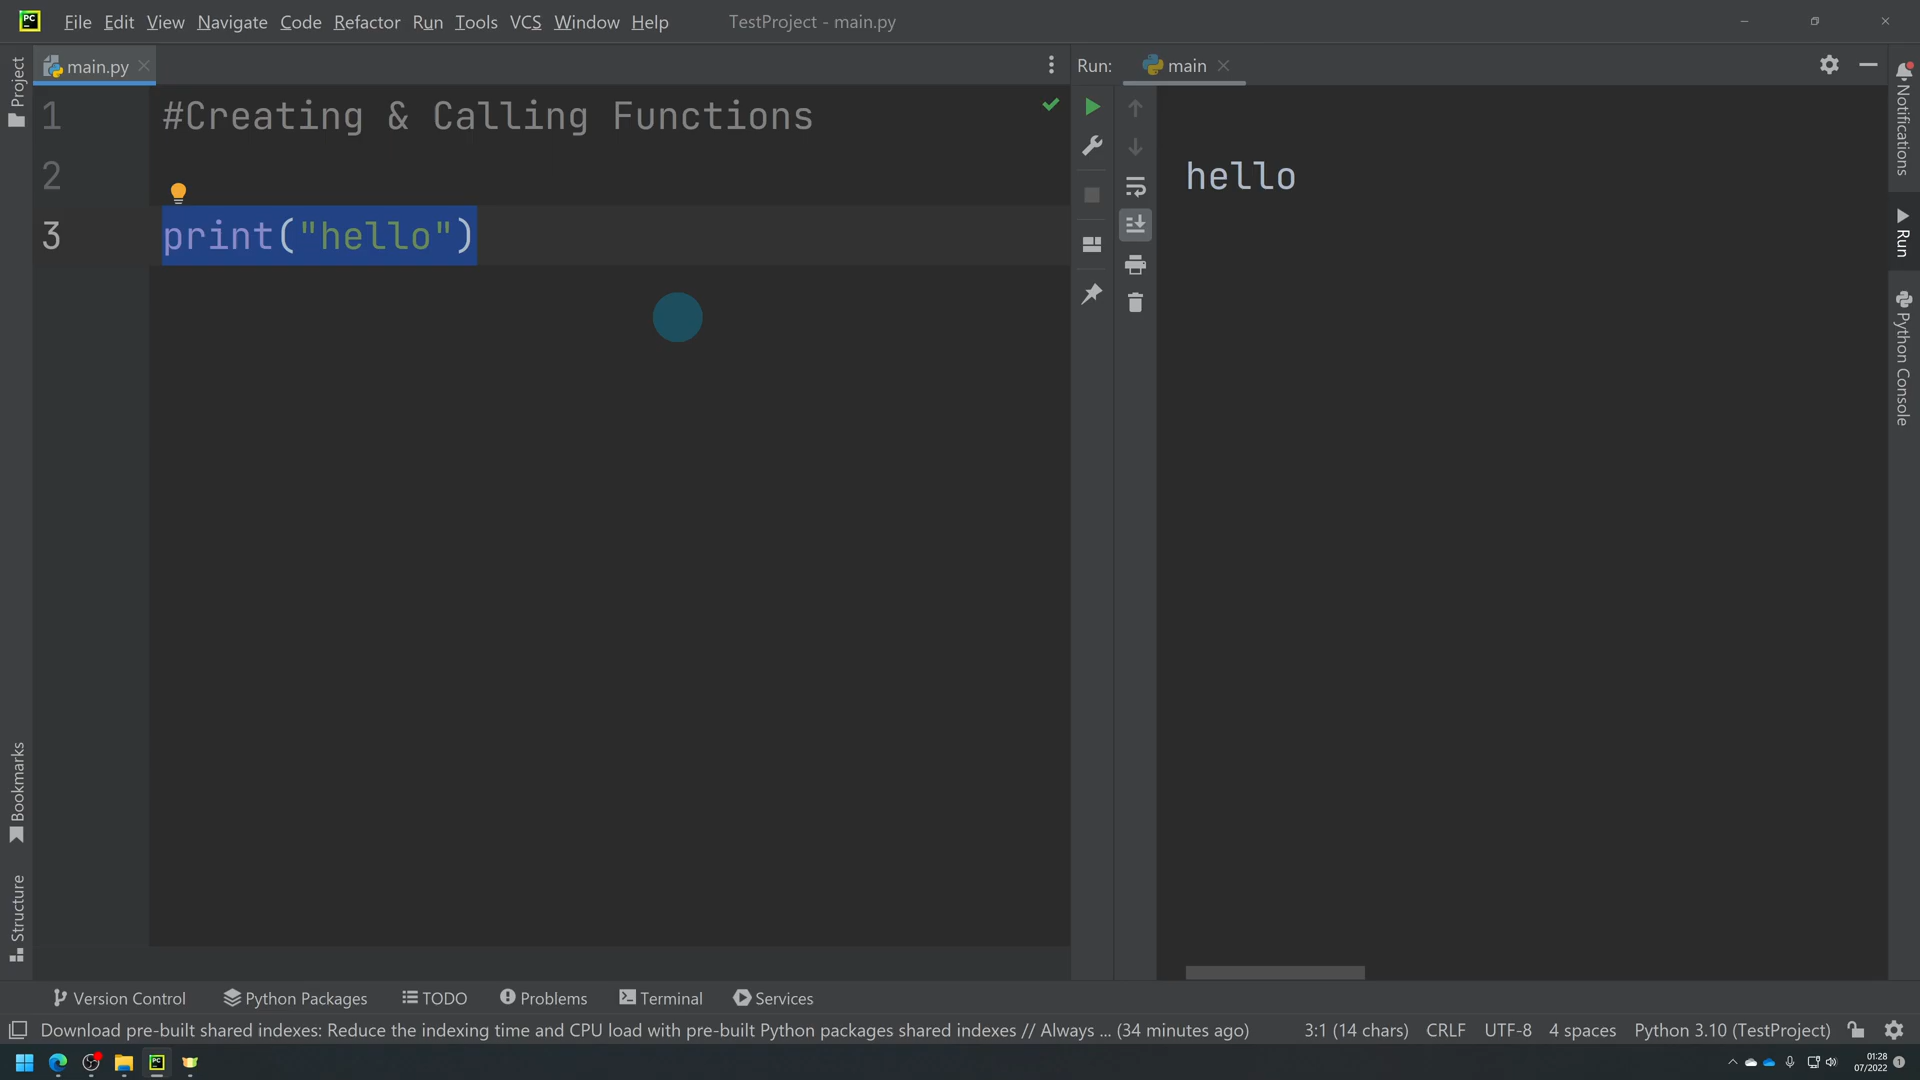 PC File Edit View Navigate Code Refactor Run Tools VCS Window Help TestProject - main.py
Project
main.py
Run: main
1 #Creating & Calling Functions
2
3 print("hello")
hello
Notifications
Run
Python Console
Bookmarks
Structure
Version Control Python Packages TODO Problems Terminal Services
Download pre-built shared indexes: Reduce the indexing time and CPU load with pre-built Python packages shared indexes // Always ... (34 minutes ago) 3:1 (14 chars) CRLF UTF-8 4 spaces Python 3.10 (TestProject)
PC
01:28
07/2022
1